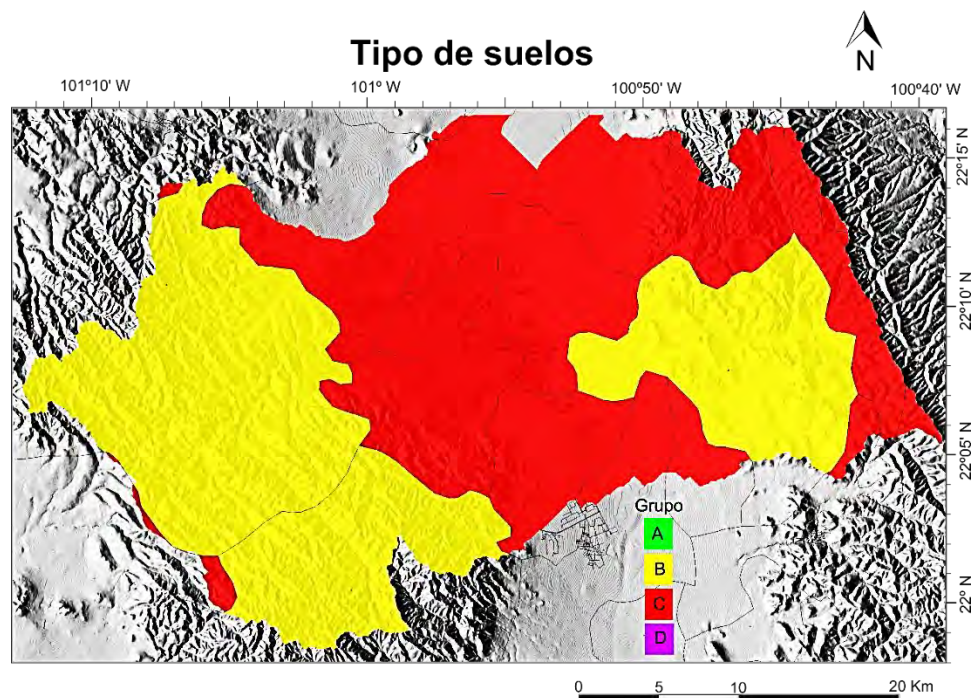 N
Tipo de suelos
101º10' W
101º W
100º50' W
100º40' W
22º15' N
22º10' N
22º05' N
22º N
Grupo
A
B
C
D
0 5 10 20 Km